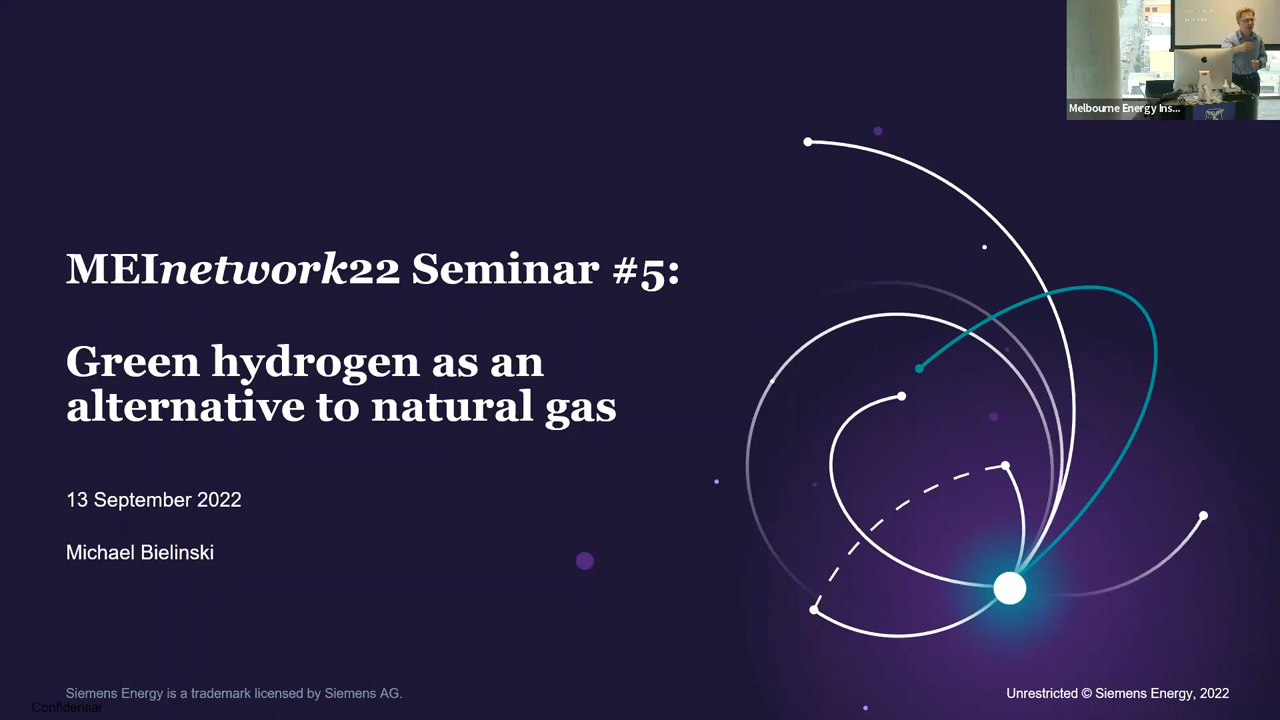 Melbourne Energy Ins...
MEInetwork22 Seminar #5:
Green hydrogen as an
alternative to natural gas
13 September 2022
Michael Bielinski
Siemens Energy is a trademark licensed by Siemens AG.
Unrestricted © Siemens Energy, 2022
Confidential